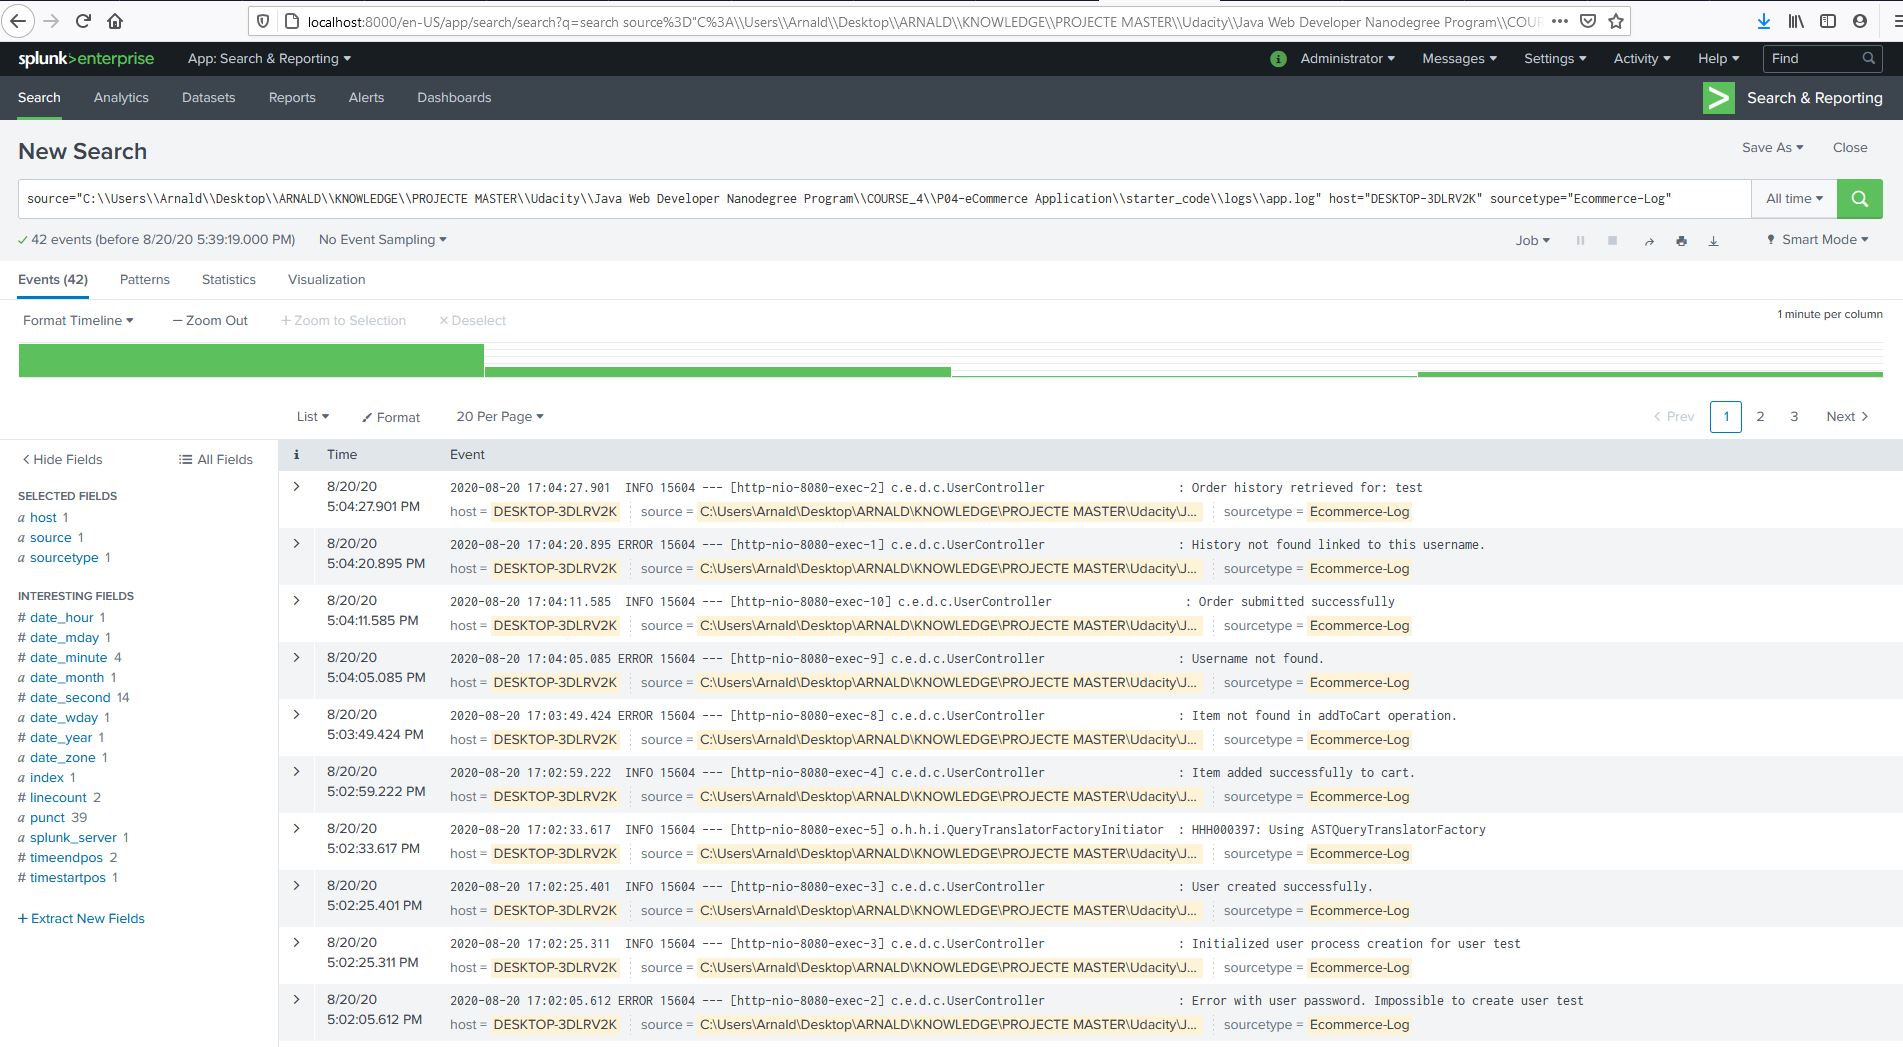 localhost:8000/en-US/app/search/search?q=search source%3D"C%3A\\Users\\Arnald\\Desktop\\ARNALD\\KNOWLEDGE\\PROJECTE MASTER\\Udacity\\Java Web Developer Nanodegree Program\\COUR
splunk>enterprise App: Search & Reporting Administrator Messages Settings Activity Help Find
Search Analytics Datasets Reports Alerts Dashboards Search & Reporting
New Search Save As Close
source="C:\\Users\\Arnald\\Desktop\\ARNALD\\KNOWLEDGE\\PROJECTE MASTER\\Udacity\\Java Web Developer Nanodegree Program\\COURSE_4\\P04-eCommerce Application\\starter_code\\logs\\app.log" host="DESKTOP-3DLRV2K" sourcetype="Ecommerce-Log" All time
42 events (before 8/20/20 5:39:19.000 PM) No Event Sampling Job Smart Mode
Events (42) Patterns Statistics Visualization
Format Timeline — Zoom Out + Zoom to Selection × Deselect 1 minute per column
List Format 20 Per Page < Prev 1 2 3 Next >
< Hide Fields All Fields
SELECTED FIELDS
a host 1
a source 1
a sourcetype 1
INTERESTING FIELDS
# date_hour 1
# date_mday 1
# date_minute 4
a date_month 1
# date_second 14
a date_wday 1
# date_year 1
a date_zone 1
a index 1
# linecount 2
a punct 39
a splunk_server 1
# timeendpos 2
# timestartpos 1
+ Extract New Fields
i Time Event
8/20/20 5:04:27.901 PM
2020-08-20 17:04:27.901 INFO 15604 --- [http-nio-8080-exec-2] c.e.d.c.UserController : Order history retrieved for: test
host = DESKTOP-3DLRV2K source = C:\Users\Arnald\Desktop\ARNALD\KNOWLEDGE\PROJECTE MASTER\Udacity\J... sourcetype = Ecommerce-Log
8/20/20 5:04:20.895 PM
2020-08-20 17:04:20.895 ERROR 15604 --- [http-nio-8080-exec-1] c.e.d.c.UserController : History not found linked to this username.
host = DESKTOP-3DLRV2K source = C:\Users\Arnald\Desktop\ARNALD\KNOWLEDGE\PROJECTE MASTER\Udacity\J... sourcetype = Ecommerce-Log
8/20/20 5:04:11.585 PM
2020-08-20 17:04:11.585 INFO 15604 --- [http-nio-8080-exec-10] c.e.d.c.UserController : Order submitted successfully
host = DESKTOP-3DLRV2K source = C:\Users\Arnald\Desktop\ARNALD\KNOWLEDGE\PROJECTE MASTER\Udacity\J... sourcetype = Ecommerce-Log
8/20/20 5:04:05.085 PM
2020-08-20 17:04:05.085 ERROR 15604 --- [http-nio-8080-exec-9] c.e.d.c.UserController : Username not found.
host = DESKTOP-3DLRV2K source = C:\Users\Arnald\Desktop\ARNALD\KNOWLEDGE\PROJECTE MASTER\Udacity\J... sourcetype = Ecommerce-Log
8/20/20 5:03:49.424 PM
2020-08-20 17:03:49.424 ERROR 15604 --- [http-nio-8080-exec-8] c.e.d.c.UserController : Item not found in addToCart operation.
host = DESKTOP-3DLRV2K source = C:\Users\Arnald\Desktop\ARNALD\KNOWLEDGE\PROJECTE MASTER\Udacity\J... sourcetype = Ecommerce-Log
8/20/20 5:02:59.222 PM
2020-08-20 17:02:59.222 INFO 15604 --- [http-nio-8080-exec-4] c.e.d.c.UserController : Item added successfully to cart.
host = DESKTOP-3DLRV2K source = C:\Users\Arnald\Desktop\ARNALD\KNOWLEDGE\PROJECTE MASTER\Udacity\J... sourcetype = Ecommerce-Log
8/20/20 5:02:33.617 PM
2020-08-20 17:02:33.617 INFO 15604 --- [http-nio-8080-exec-5] o.h.h.i.QueryTranslatorFactoryInitiator : HHH000397: Using ASTQueryTranslatorFactory
host = DESKTOP-3DLRV2K source = C:\Users\Arnald\Desktop\ARNALD\KNOWLEDGE\PROJECTE MASTER\Udacity\J... sourcetype = Ecommerce-Log
8/20/20 5:02:25.401 PM
2020-08-20 17:02:25.401 INFO 15604 --- [http-nio-8080-exec-3] c.e.d.c.UserController : User created successfully.
host = DESKTOP-3DLRV2K source = C:\Users\Arnald\Desktop\ARNALD\KNOWLEDGE\PROJECTE MASTER\Udacity\J... sourcetype = Ecommerce-Log
8/20/20 5:02:25.311 PM
2020-08-20 17:02:25.311 INFO 15604 --- [http-nio-8080-exec-3] c.e.d.c.UserController : Initialized user process creation for user test
host = DESKTOP-3DLRV2K source = C:\Users\Arnald\Desktop\ARNALD\KNOWLEDGE\PROJECTE MASTER\Udacity\J... sourcetype = Ecommerce-Log
8/20/20 5:02:05.612 PM
2020-08-20 17:02:05.612 ERROR 15604 --- [http-nio-8080-exec-2] c.e.d.c.UserController : Error with user password. Impossible to create user test
host = DESKTOP-3DLRV2K source = C:\Users\Arnald\Desktop\ARNALD\KNOWLEDGE\PROJECTE MASTER\Udacity\J... sourcetype = Ecommerce-Log